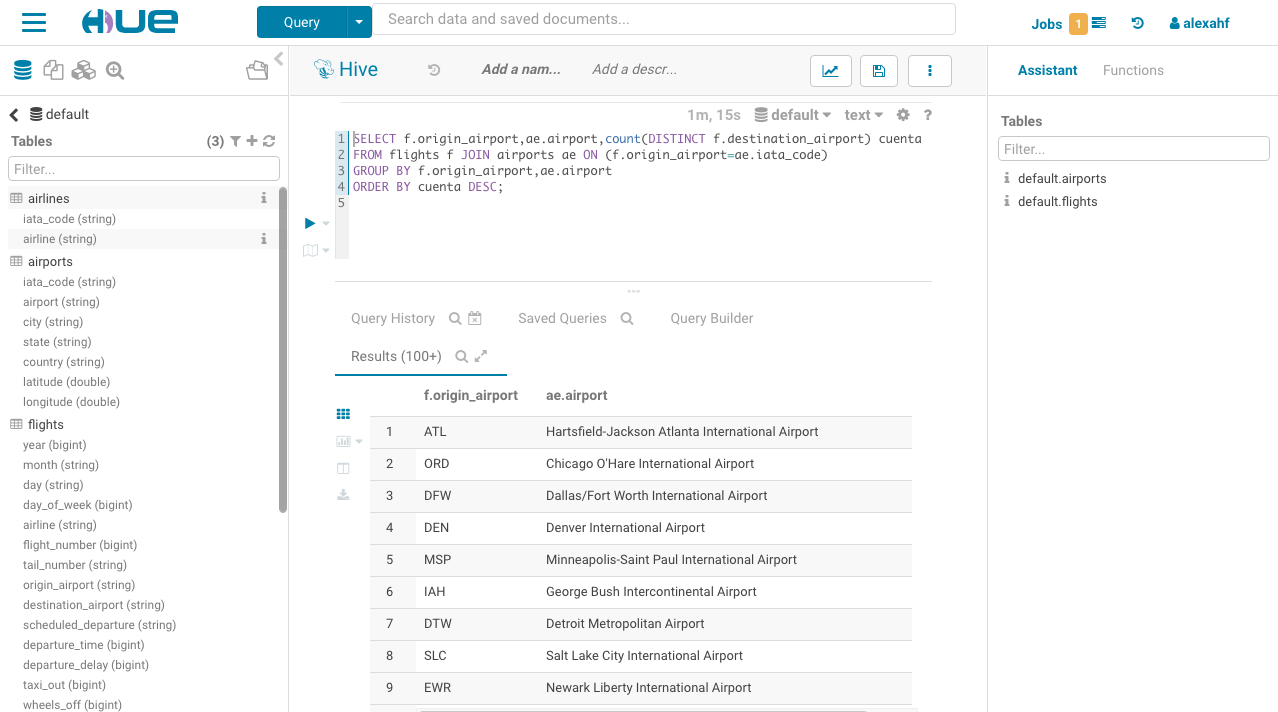 HUE
Query
Search data and saved documents...
Jobs 1
alexahf
Hive
Add a nam...
Add a descr...
Assistant
Functions
default
Tables
(3)
Filter...
airlines
iata_code (string)
airline (string)
airports
iata_code (string)
airport (string)
city (string)
state (string)
country (string)
latitude (double)
longitude (double)
flights
year (bigint)
month (string)
day (string)
day_of_week (bigint)
airline (string)
flight_number (bigint)
tail_number (string)
origin_airport (string)
destination_airport (string)
scheduled_departure (string)
departure_time (bigint)
departure_delay (bigint)
taxi_out (bigint)
wheels_off (bigint)
1m, 15s default text ?
1 SELECT f.origin_airport,ae.airport,count(DISTINCT f.destination_airport) cuenta
2 FROM flights f JOIN airports ae ON (f.origin_airport=ae.iata_code)
3 GROUP BY f.origin_airport,ae.airport
4 ORDER BY cuenta DESC;
5
Query History
Saved Queries
Query Builder
Results (100+)
f.origin_airport ae.airport
1 ATL Hartsfield-Jackson Atlanta International Airport
2 ORD Chicago O'Hare International Airport
3 DFW Dallas/Fort Worth International Airport
4 DEN Denver International Airport
5 MSP Minneapolis-Saint Paul International Airport
6 IAH George Bush Intercontinental Airport
7 DTW Detroit Metropolitan Airport
8 SLC Salt Lake City International Airport
9 EWR Newark Liberty International Airport
Tables
Filter...
default.airports
default.flights